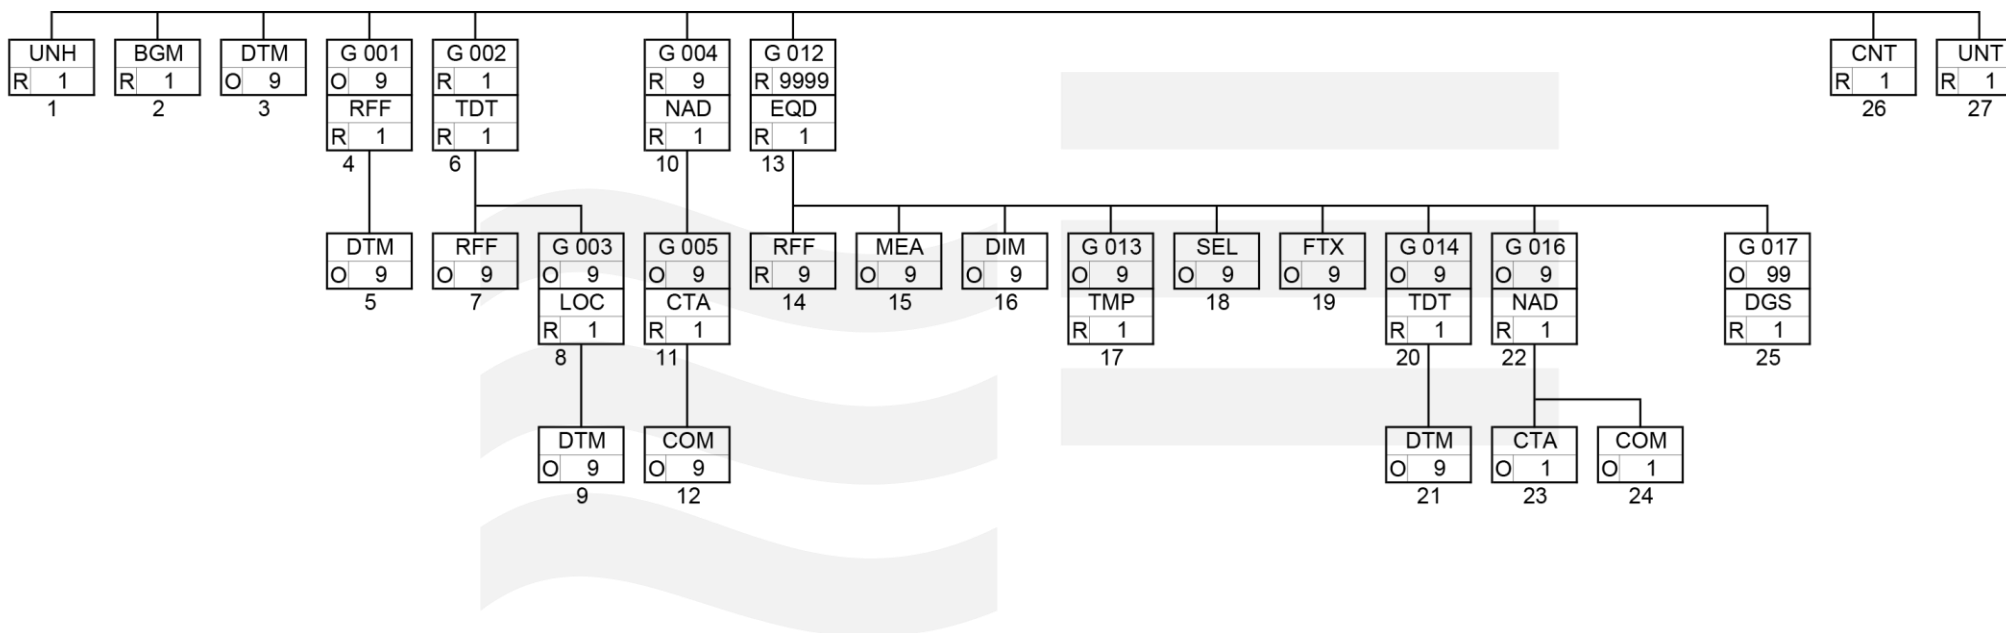 UNH BGM DTM G 001 G 002 G 004 G 012 CNT UNT
R 1 R 1 O 9 O 9 R 1 R 9 R 9999 R 1 R 1
1 2 3 RFF TDT NAD EQD 26 27
R 1 R 1 R 1 R 1
4 6 10 13
DTM RFF G 003 G 005 RFF MEA DIM G 013 SEL FTX G 014 G 016 G 017
O 9 O 9 O 9 O 9 R 9 O 9 O 9 O 9 O 9 O 9 O 9 O 9 O 99
5 7 LOC CTA 14 15 16 TMP 18 19 TDT NAD DGS
R 1 R 1 R 1 R 1 R 1 R 1
8 11 17 20 22 25
DTM COM DTM CTA COM
O 9 O 9 O 9 O 1 O 1
9 12 21 23 24